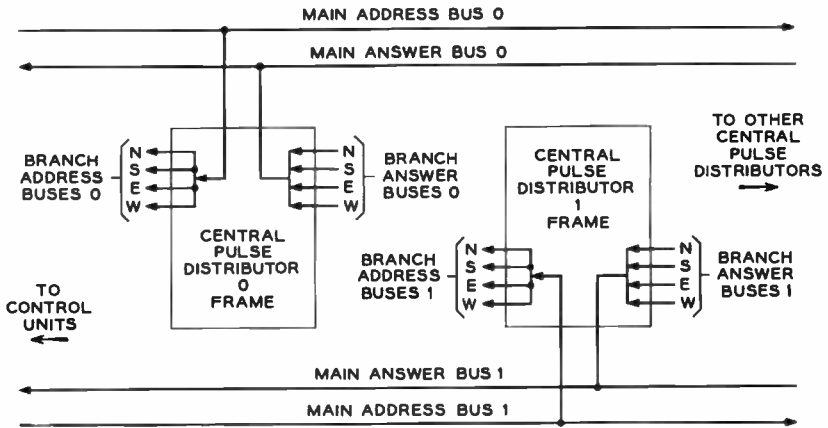 MAIN ADDRESS BUS 0
MAIN ANSWER BUS 0
BRANCH
ADDRESS
BUSES 0
N
S
E
W
N
S
E
W
BRANCH
ANSWER
BUSES 0
CENTRAL
PULSE
DISTRIBUTOR
0
FRAME
CENTRAL
PULSE
DISTRIBUTOR
1
FRAME
TO OTHER
CENTRAL
PULSE
DISTRIBUTORS
BRANCH
ADDRESS
BUSES 1
N
S
E
W
N
S
E
W
BRANCH
ANSWER
BUSES 1
TO
CONTROL
UNITS
MAIN ANSWER BUS 1
MAIN ADDRESS BUS 1